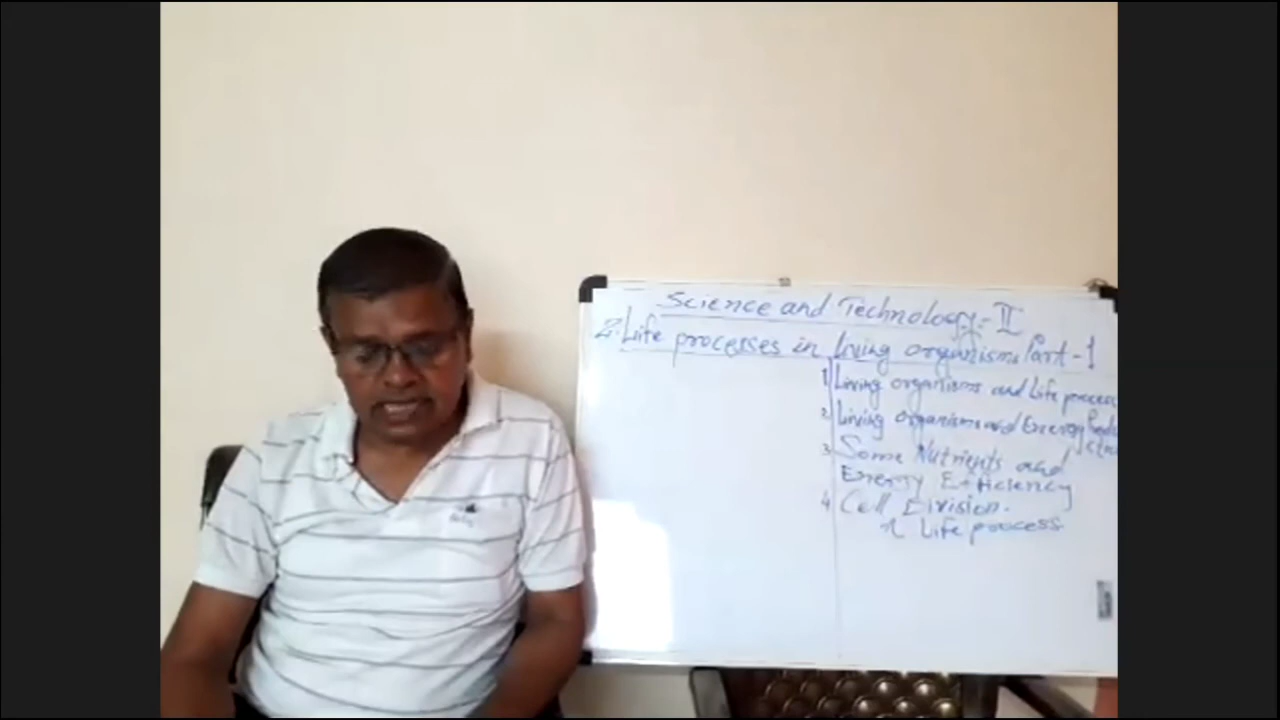 Science and Technology:- II
2. Life processes in living organisms Part - 1
1 Living organisms and Life process
2 Living organisms and Energy
3 Some Nutrients and
Energy Efficiency
4 Cell Division.
Life process